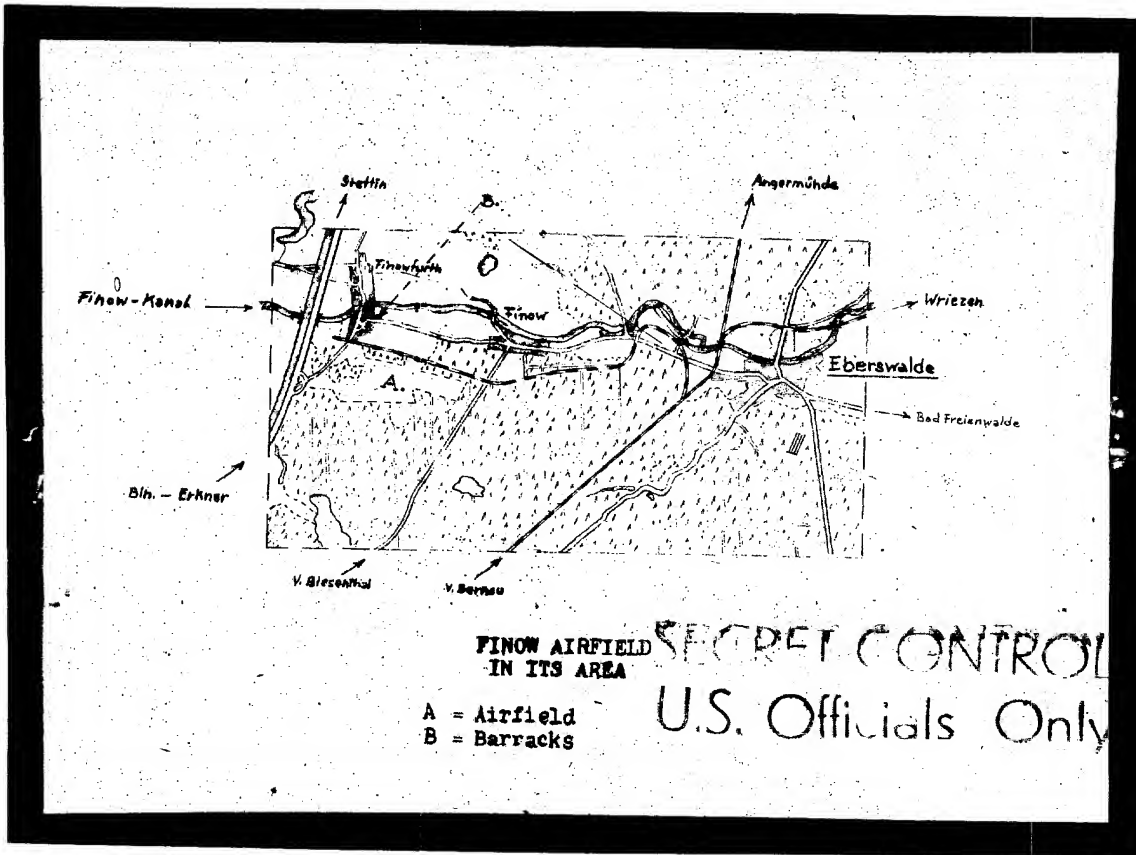 Stettin
Angermünde
B.
Finowfurth
Finow-Kanal
Finow
Wriezen
Eberswalde
A.
Bad Freienwalde
Bln. - Erkner
V. Biesenthal
V. Bernau
FINOW AIRFIELD
IN ITS AREA
SECRET CONTROL
U.S. Officials Only
A = Airfield
B = Barracks